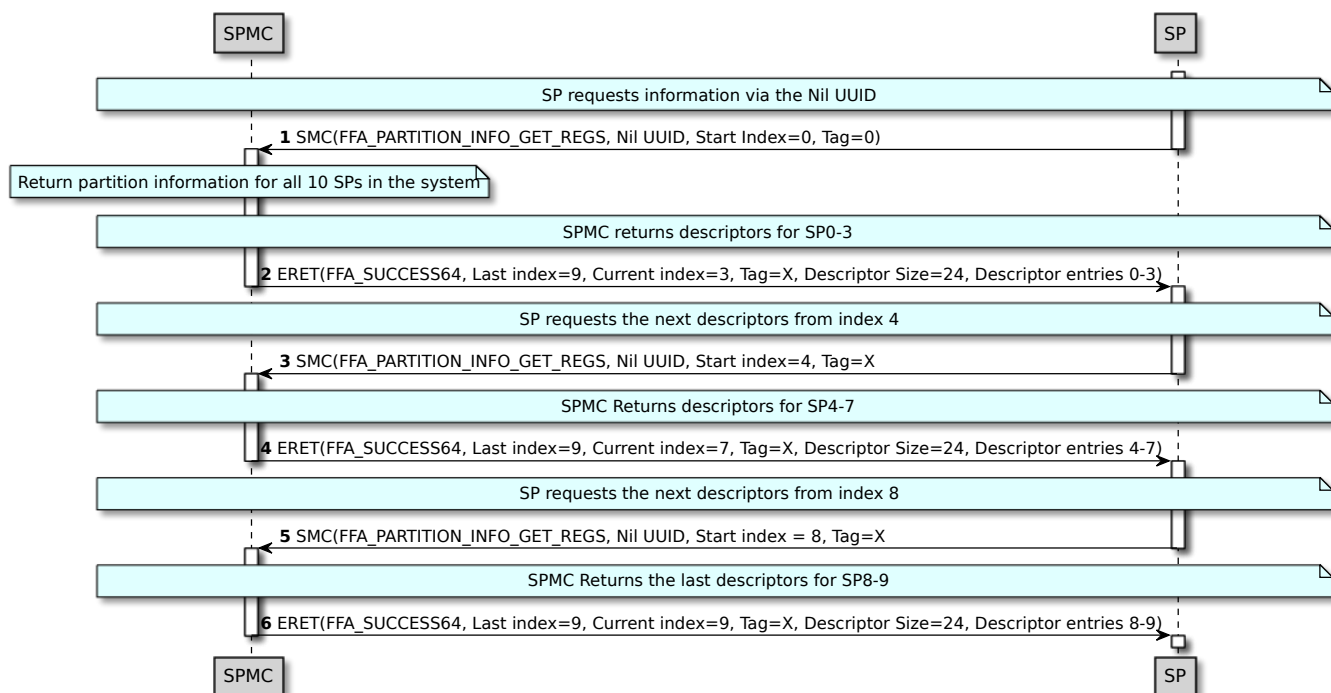 SPMC
SP
SP requests information via the Nil UUID
1 SMC(FFA_PARTITION_INFO_GET_REGS, Nil UUID, Start Index=0, Tag=0)
Return partition information for all 10 SPs in the system
SPMC returns descriptors for SP0-3
2 ERET(FFA_SUCCESS64, Last index=9, Current index=3, Tag=X, Descriptor Size=24, Descriptor entries 0-3)
SP requests the next descriptors from index 4
3 SMC(FFA_PARTITION_INFO_GET_REGS, Nil UUID, Start index=4, Tag=X
SPMC Returns descriptors for SP4-7
4 ERET(FFA_SUCCESS64, Last index=9, Current index=7, Tag=X, Descriptor Size=24, Descriptor entries 4-7)
SP requests the next descriptors from index 8
5 SMC(FFA_PARTITION_INFO_GET_REGS, Nil UUID, Start index = 8, Tag=X
SPMC Returns the last descriptors for SP8-9
6 ERET(FFA_SUCCESS64, Last index=9, Current index=9, Tag=X, Descriptor Size=24, Descriptor entries 8-9)
SPMC
SP